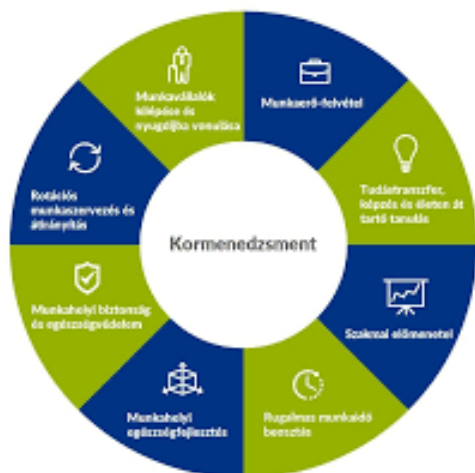 Munkavállalók
kilépése és
nyugdíjba vonulása
Munkaerő-felvétel
Tudástranszfer,
képzés és életen át
tartó tanulás
Szakmai előmenetel
Rugalmas munkaidő
beosztás
Munkahelyi
egészségfejlesztés
Munkahelyi biztonság
és egészségvédelem
Rotációs
munkaszervezés és
átirányítás
Kormenedzsment